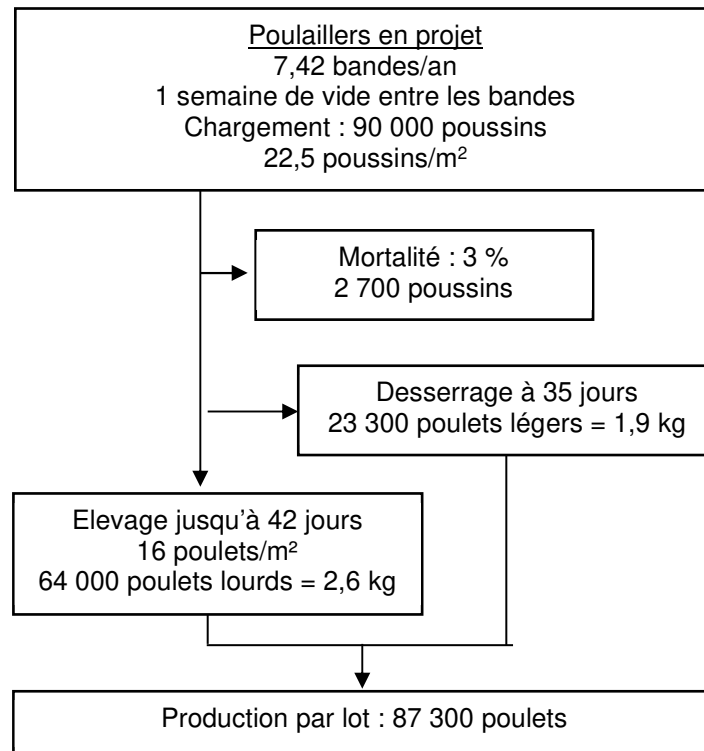 Poulaillers en projet
7,42 bandes/an
1 semaine de vide entre les bandes
Chargement : 90 000 poussins
22,5 poussins/m²
Mortalité : 3 %
2 700 poussins
Desserrage à 35 jours
23 300 poulets légers = 1,9 kg
Elevage jusqu'à 42 jours
16 poulets/m²
64 000 poulets lourds = 2,6 kg
Production par lot : 87 300 poulets